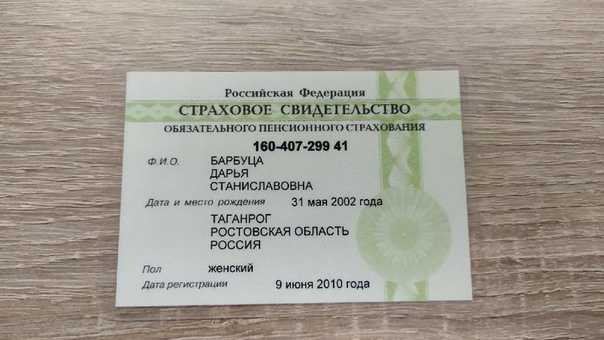 Российская Федерация
СТРАХОВОЕ СВИДЕТЕЛЬСТВО
ОБЯЗАТЕЛЬНОГО ПЕНСИОННОГО СТРАХОВАНИЯ
160-407-299 41
Ф.И.О. БАРБУЦА
ДАРЬЯ
СТАНИСЛАВОВНА
Дата и место рождения 31 мая 2002 года
ТАГАНРОГ
РОСТОВСКАЯ ОБЛАСТЬ
РОССИЯ
Пол женский
Дата регистрации 9 июня 2010 года